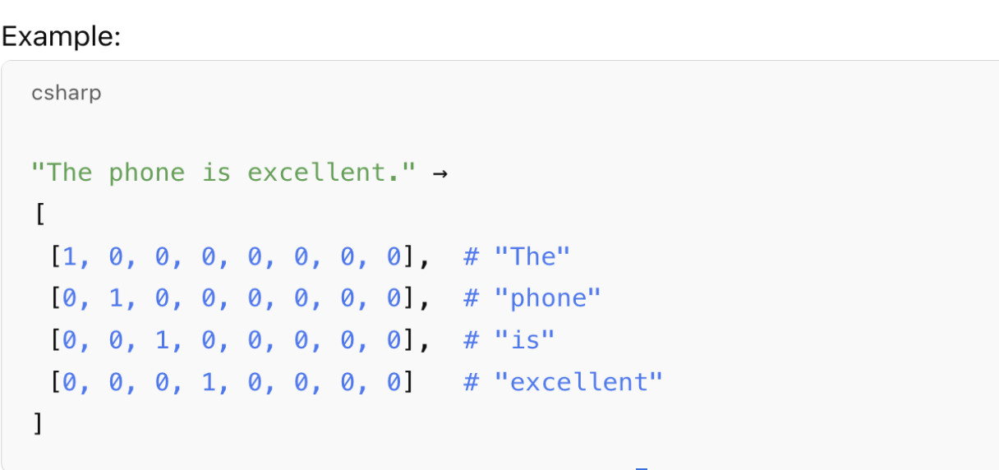 Example:
csharp
"The phone is excellent." →
[
[1, 0, 0, 0, 0, 0, 0, 0], # "The"
[0, 1, 0, 0, 0, 0, 0, 0], # "phone"
[0, 0, 1, 0, 0, 0, 0, 0], # "is"
[0, 0, 0, 1, 0, 0, 0, 0] # "excellent"
]